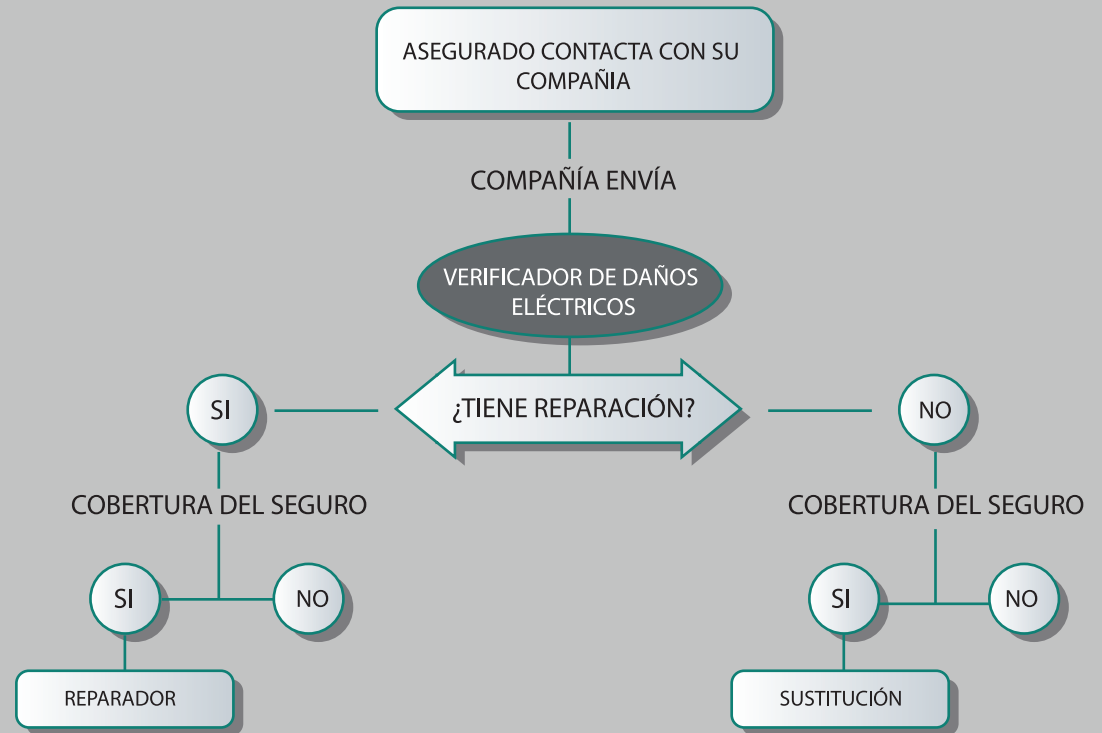 ASEGURADO CONTACTA CON SU
COMPAÑIA
COMPAÑÍA ENVÍA
VERIFICADOR DE DAÑOS
ELÉCTRICOS
SI
¿TIENE REPARACIÓN?
NO
COBERTURA DEL SEGURO
COBERTURA DEL SEGURO
SI
NO
SI
NO
REPARADOR
SUSTITUCIÓN